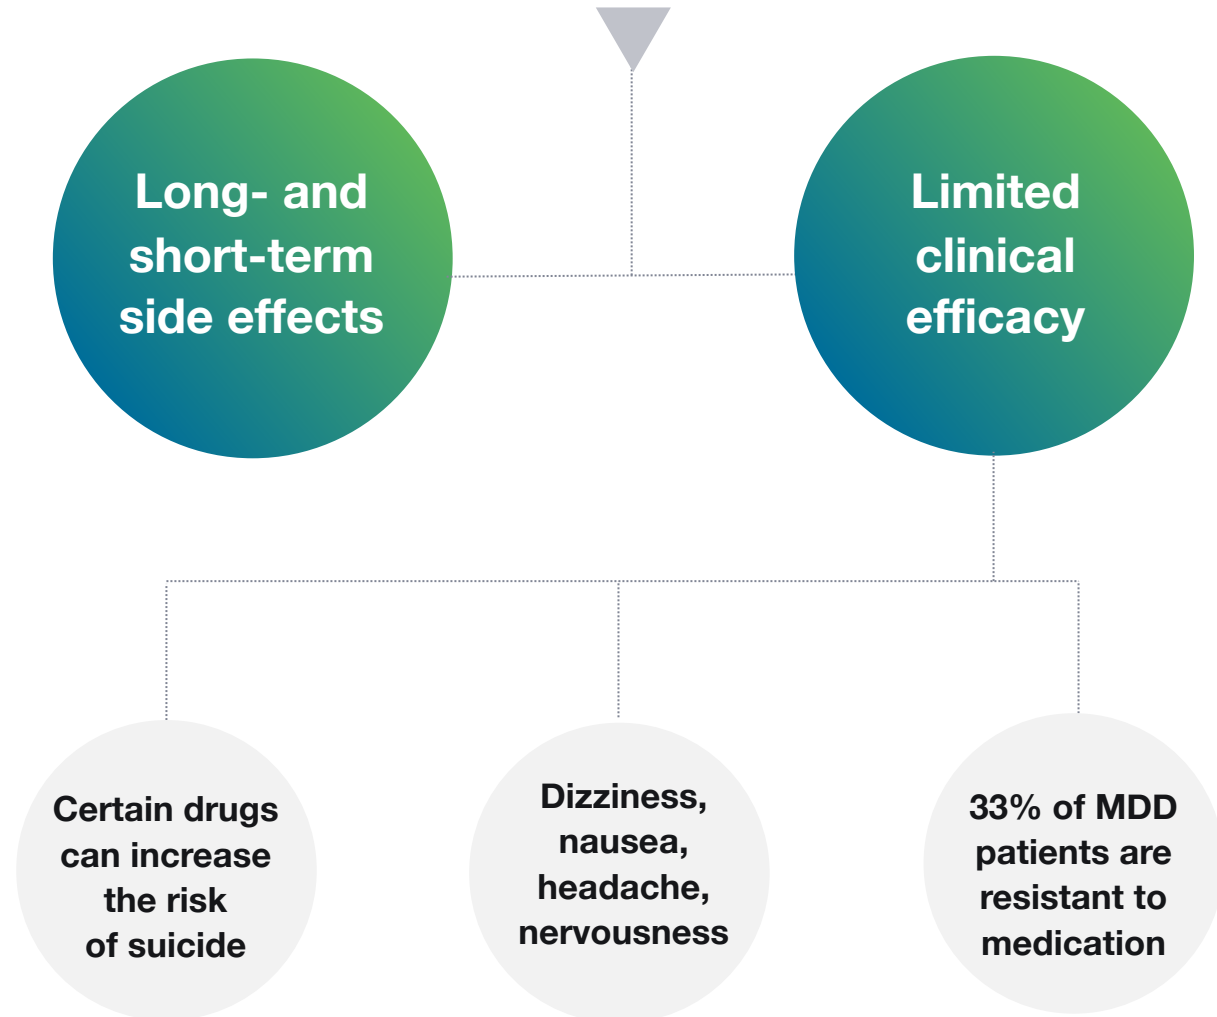 Long- and
short-term
side effects
Limited
clinical
efficacy
Certain drugs
can increase
the risk
of suicide
Dizziness,
nausea,
headache,
nervousness
33% of MDD
patients are
resistant to
medication